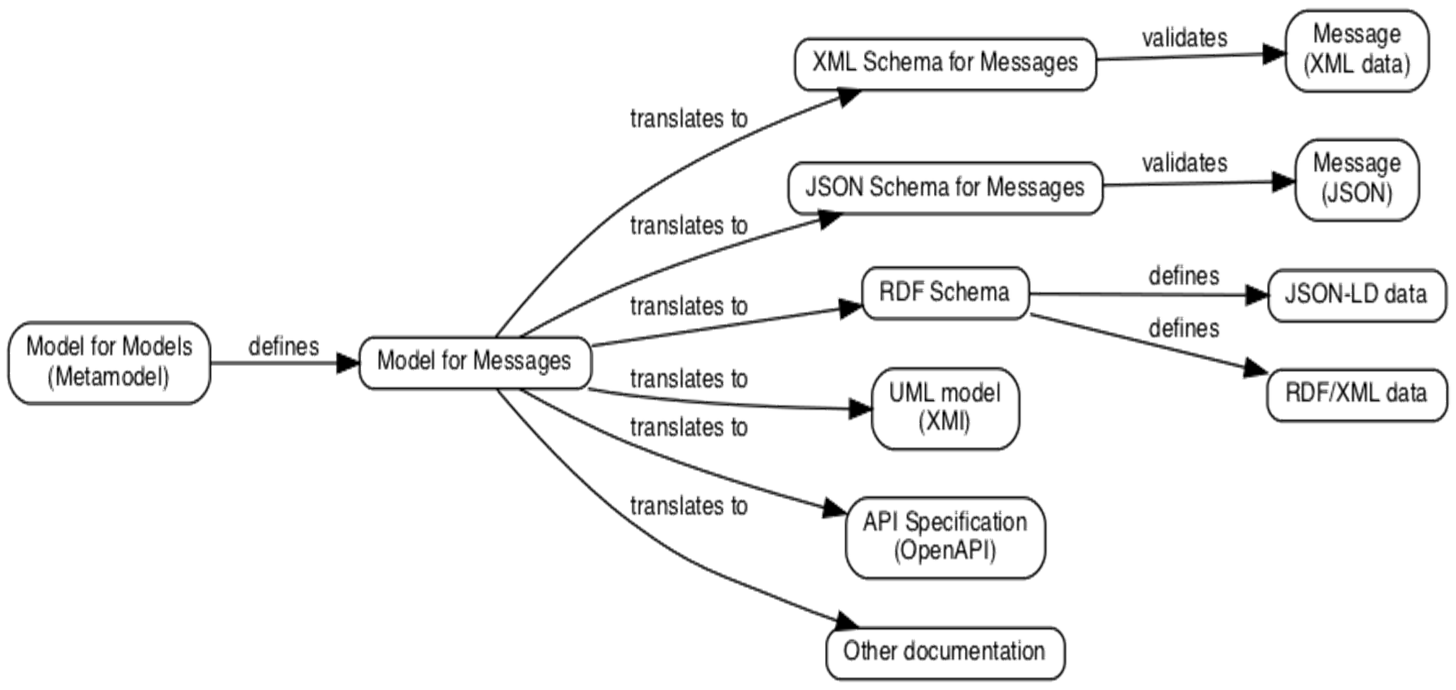 Model for Models
(Metamodel)
defines
Model for Messages
translates to
XML Schema for Messages
validates
Message
(XML data)
translates to
JSON Schema for Messages
validates
Message
(JSON)
translates to
RDF Schema
defines
JSON-LD data
defines
RDF/XML data
translates to
UML model
(XMI)
translates to
API Specification
(OpenAPI)
translates to
Other documentation